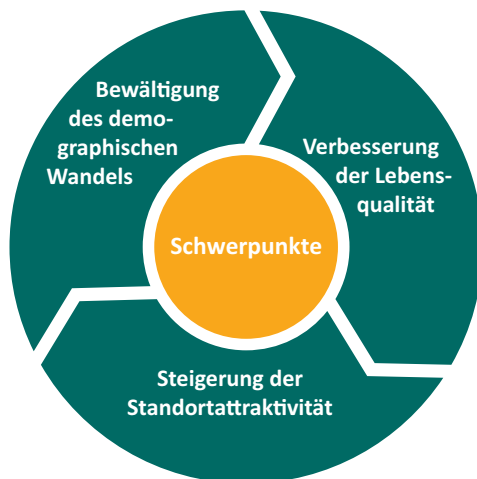 Bewältigung
des demo-
graphischen
Wandels
Verbesserung
der Lebens-
qualität
Schwerpunkte
Steigerung der
Standortattraktivität